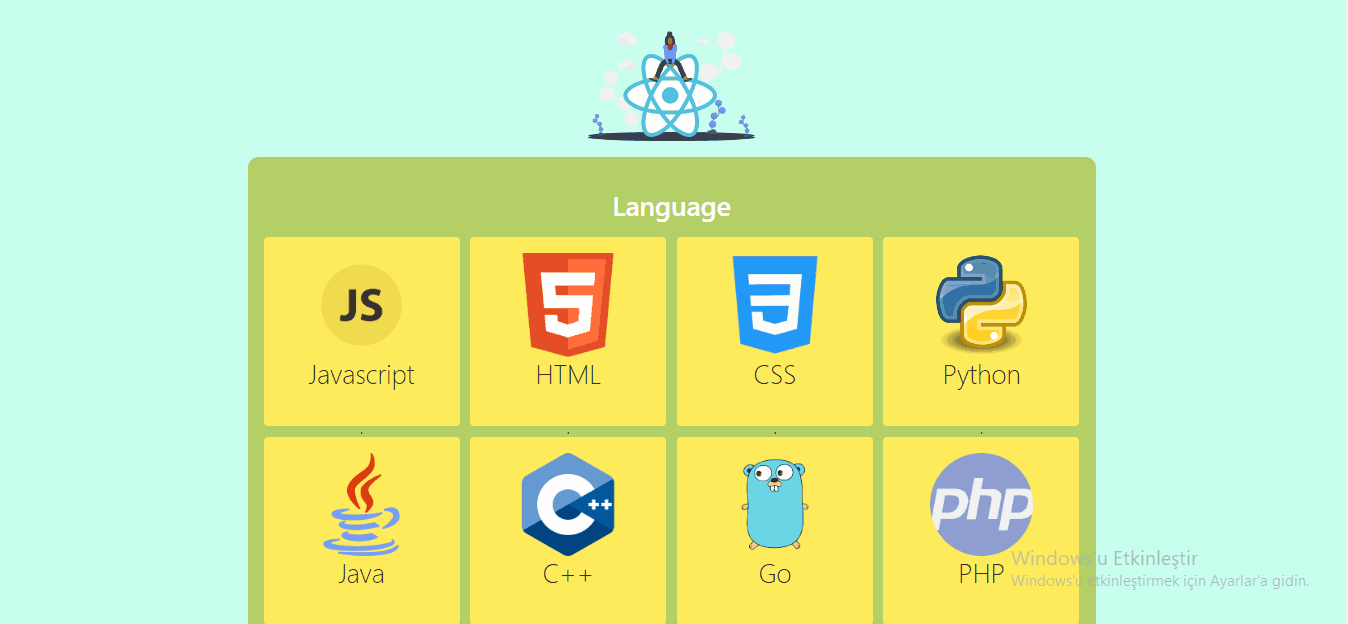 Language
JS
5
3
Javascript
HTML
CSS
Python
C++
php
Java
C++
Go
PHP
Windows'u Etkinleştir
Windows'u etkinleştirmek için Ayarlar'a gidin.